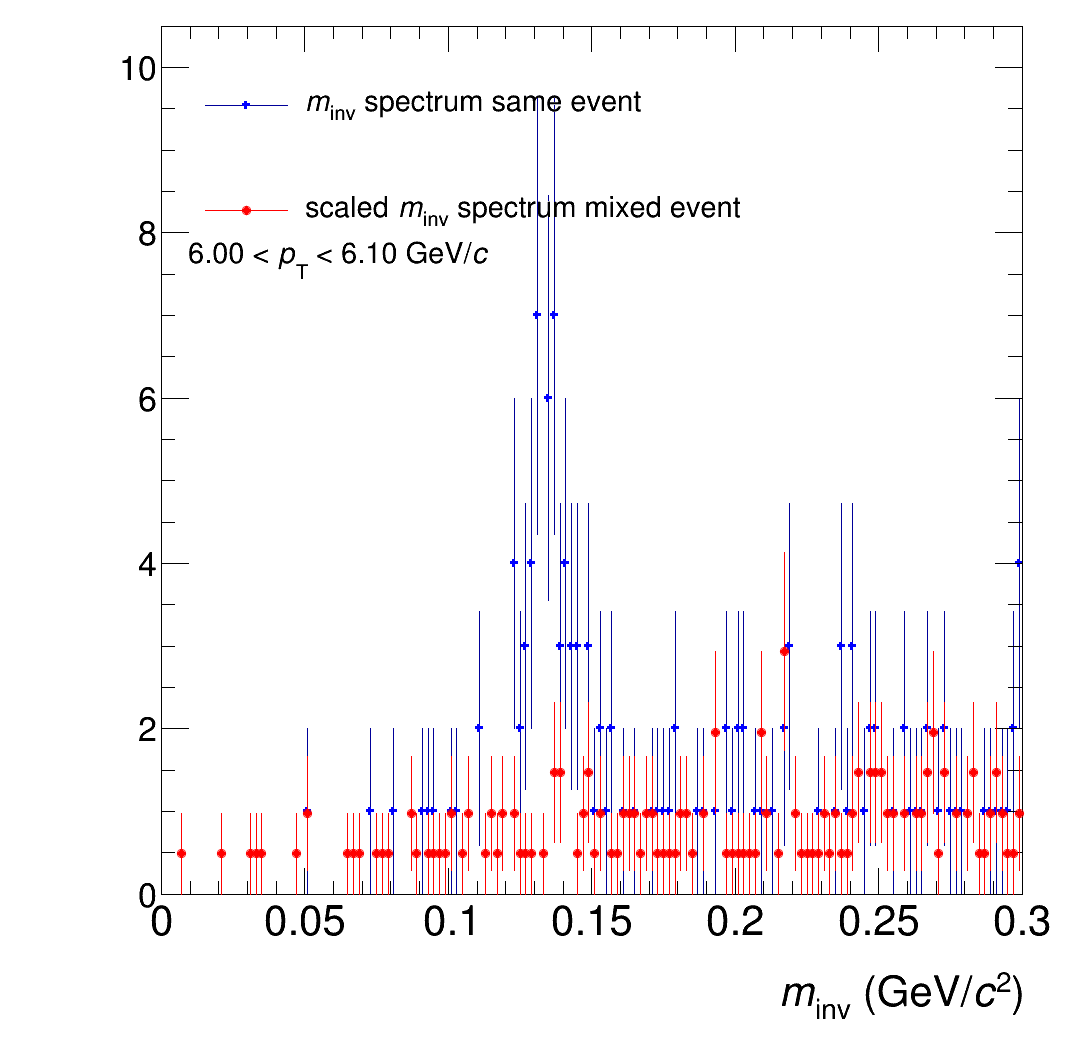 10
m_inv spectrum same event
scaled m_inv spectrum mixed event
8
6.00 < p_T < 6.10 GeV/c
6
4
2
0
0 0.05 0.1 0.15 0.2 0.25 0.3
m_inv (GeV/c²)